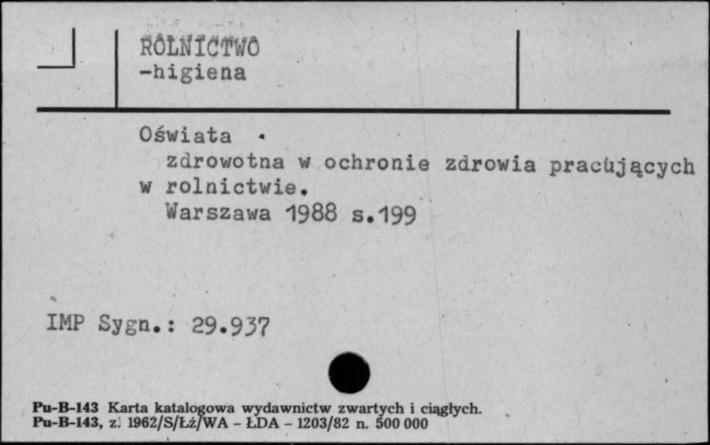 ROLNICTWO
-higiena
Oświata .
zdrowotna w ochronie zdrowia pracujących
w rolnictwie.
Warszawa 1988 s.199
IMP Sygn.: 29.937
Pu-B-143 Karta katalogowa wydawnictw zwartych i ciągłych.
Pu-B-143, z. 1962/S/Łź/WA - ŁDA - 1203/82 n. 500 000